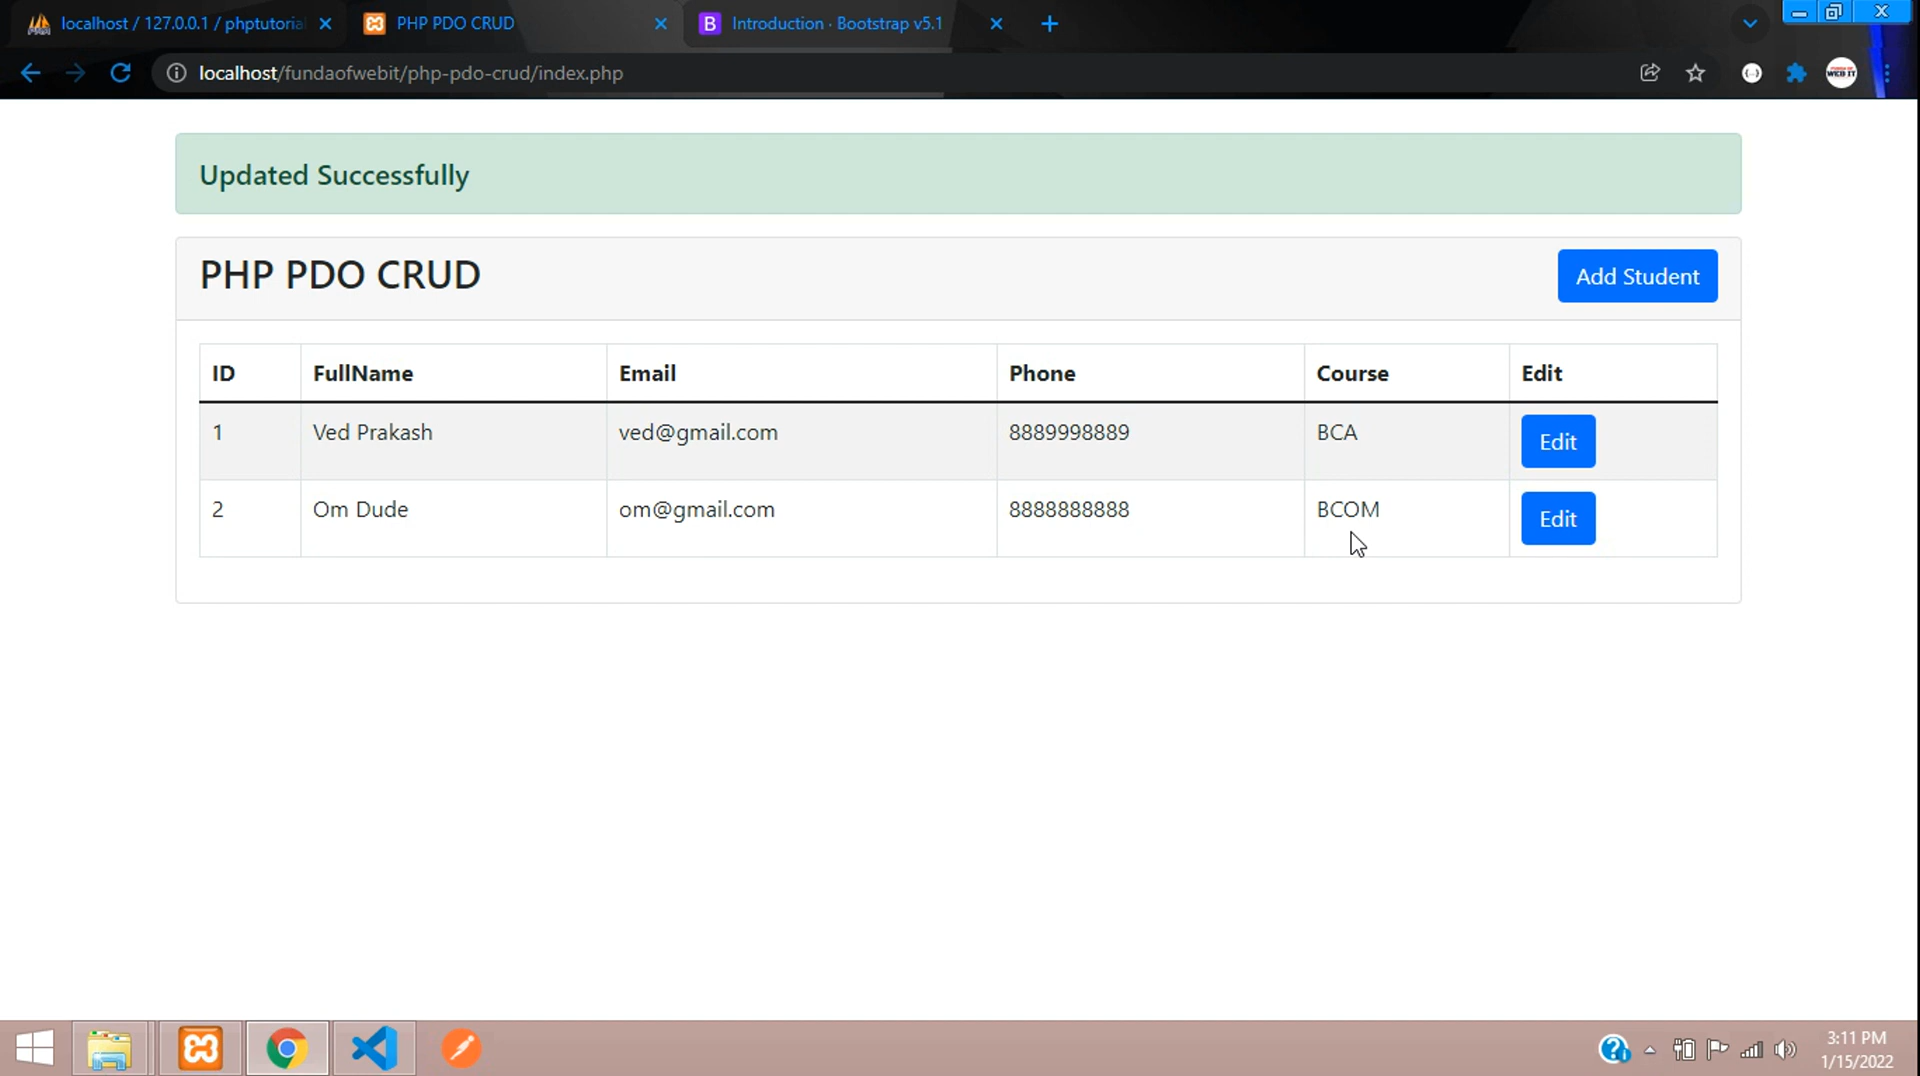 localhost / 127.0.0.1 / phptutorial
PHP PDO CRUD
B Introduction · Bootstrap v5.1
localhost/fundaofwebit/php-pdo-crud/index.php
WEB IT
Updated Successfully
PHP PDO CRUD
Add Student
ID FullName Email Phone Course Edit
1 Ved Prakash ved@gmail.com 8889998889 BCA Edit
2 Om Dude om@gmail.com 8888888888 BCOM Edit
3:11 PM
1/15/2022